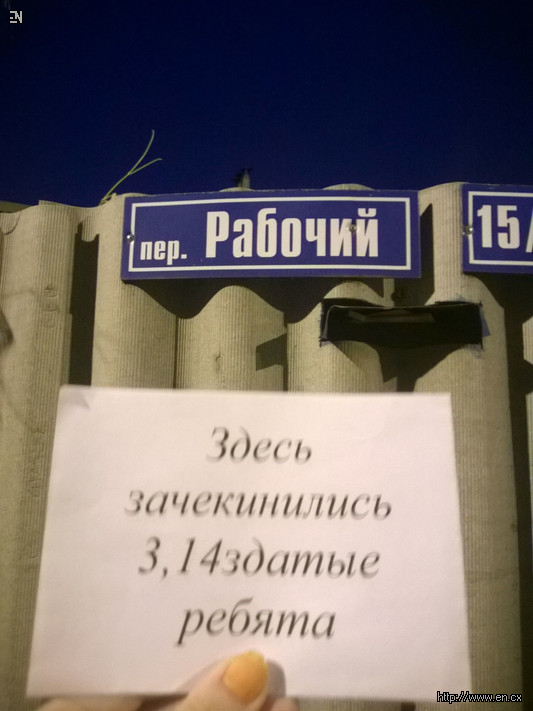 EN
пер. Рабочий
15/
Здесь
зачекинились
3,14здатые
ребята
http://www.en.cx